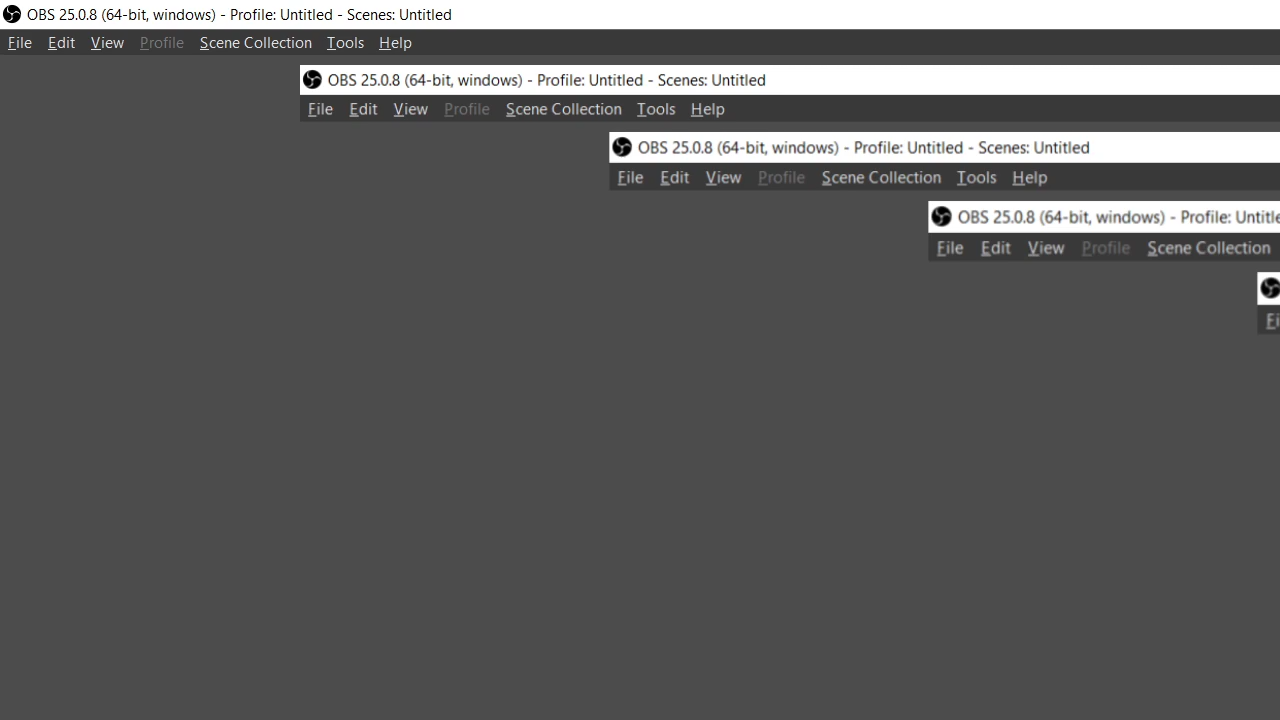 OBS 25.0.8 (64-bit, windows) - Profile: Untitled - Scenes: Untitled
File Edit View Profile Scene Collection Tools Help
OBS 25.0.8 (64-bit, windows) - Profile: Untitled - Scenes: Untitled
File Edit View Profile Scene Collection Tools Help
OBS 25.0.8 (64-bit, windows) - Profile: Untitled - Scenes: Untitled
File Edit View Profile Scene Collection Tools Help
OBS 25.0.8 (64-bit, windows) - Profile:
File Edit View Profile Scene Collection